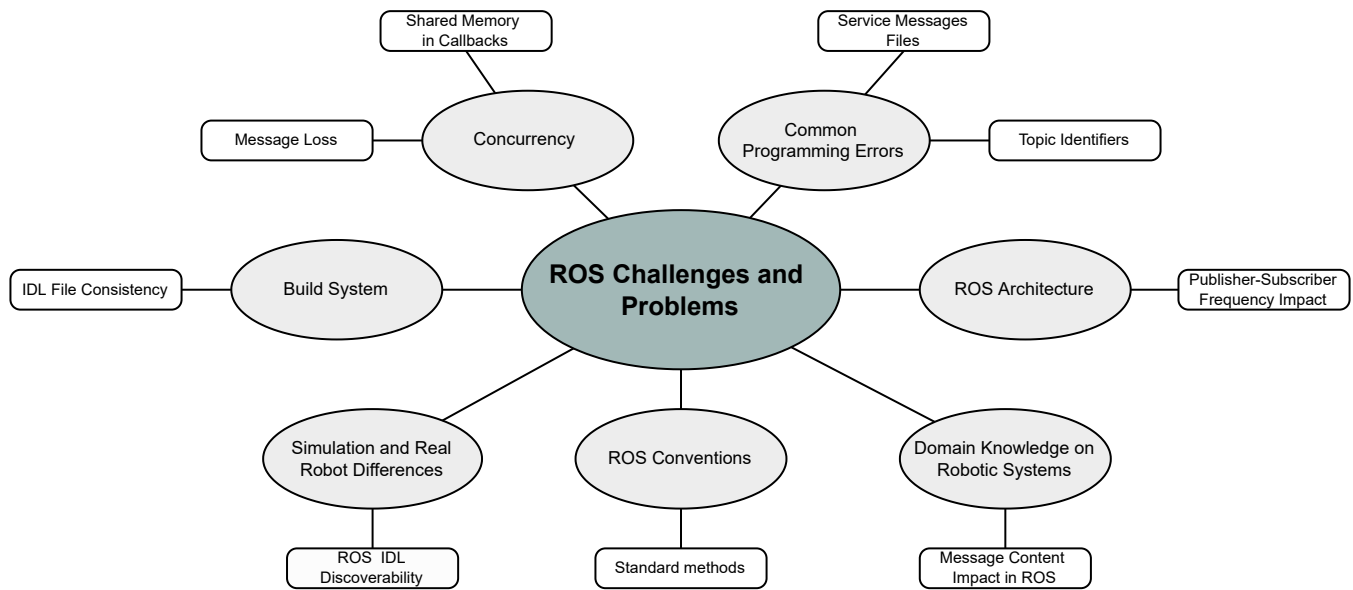 Shared Memory
in Callbacks
Service Messages
Files
Message Loss
Concurrency
Common
Programming Errors
Topic Identifiers
IDL File Consistency
Build System
ROS Challenges and
Problems
ROS Architecture
Publisher-Subscriber
Frequency Impact
Simulation and Real
Robot Differences
ROS Conventions
Domain Knowledge on
Robotic Systems
ROS IDL
Discoverability
Standard methods
Message Content
Impact in ROS